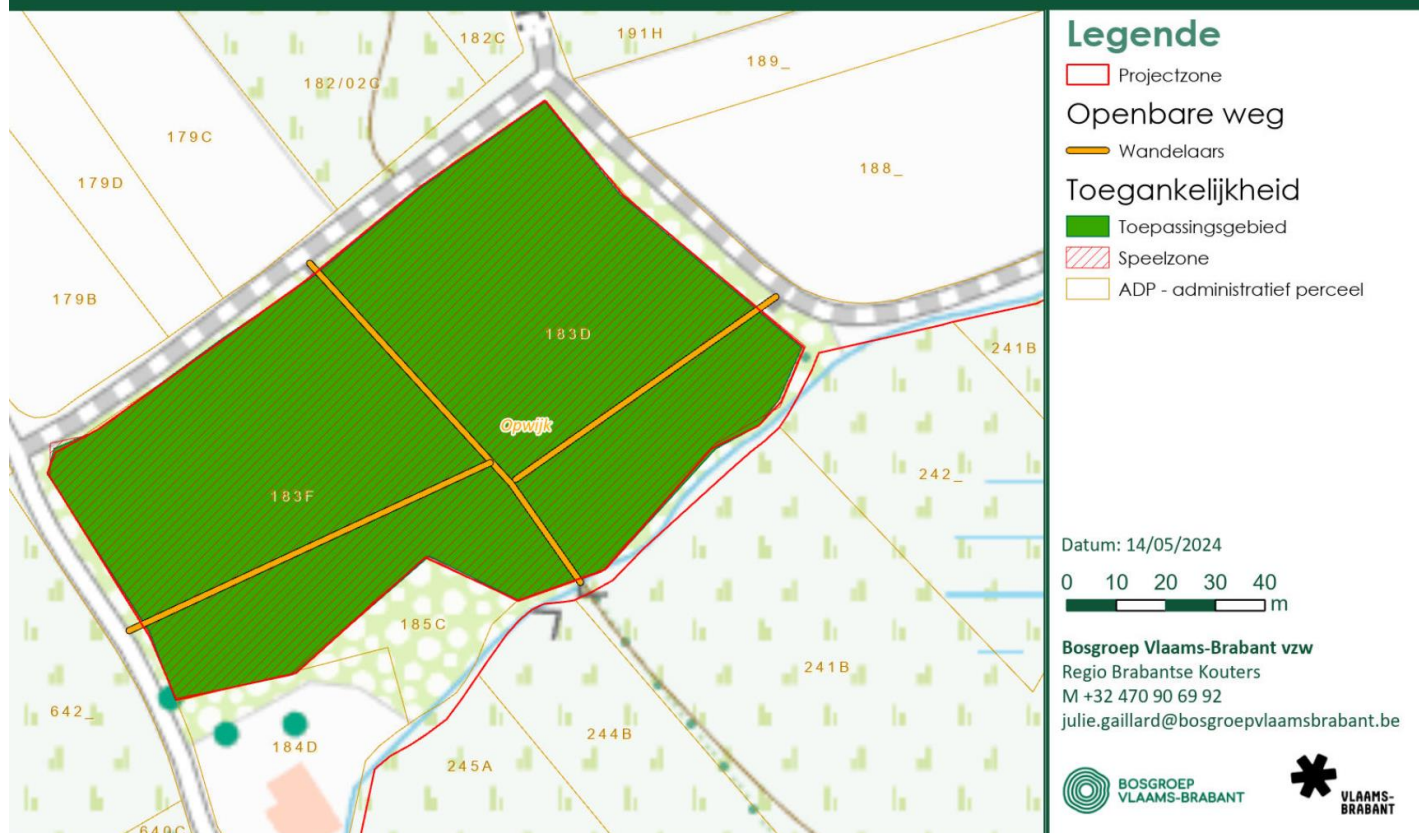 182C
191H
182/02C
189_
179C
188_
179D
179B
183D
241B
Opwijk
242_
183F
185C
241B
642_
244B
184D
245A
649C
Legende
Projectzone
Openbare weg
Wandelaars
Toegankelijkheid
Toepassingsgebied
Speelzone
ADP - administratief perceel
Datum: 14/05/2024
0 10 20 30 40
m
Bosgroep Vlaams-Brabant vzw
Regio Brabantse Kouters
M +32 470 90 69 92
julie.gaillard@bosgroepvlaamsbrabant.be
BOSGROEP
VLAAMS-BRABANT
VLAAMS-
BRABANT